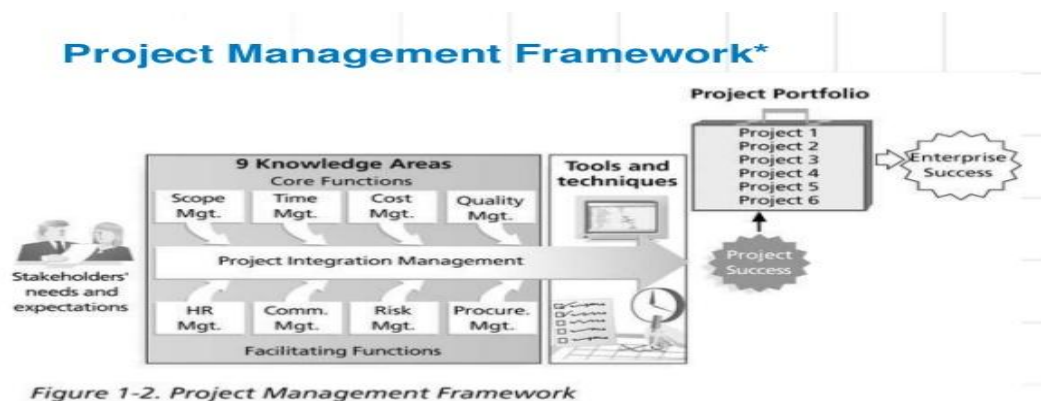 Project Management Framework*
Project Portfolio
Project 1
Project 2
Project 3
Project 4
Project 5
Project 6
Enterprise
Success
9 Knowledge Areas
Core Functions
Scope
Mgt.
Time
Mgt.
Cost
Mgt.
Quality
Mgt.
Tools and
techniques
Project Integration Management
Project
Success
Stakeholders'
needs and
expectations
HR
Mgt.
Comm.
Mgt.
Risk
Mgt.
Procure.
Mgt.
Facilitating Functions
Figure 1-2. Project Management Framework